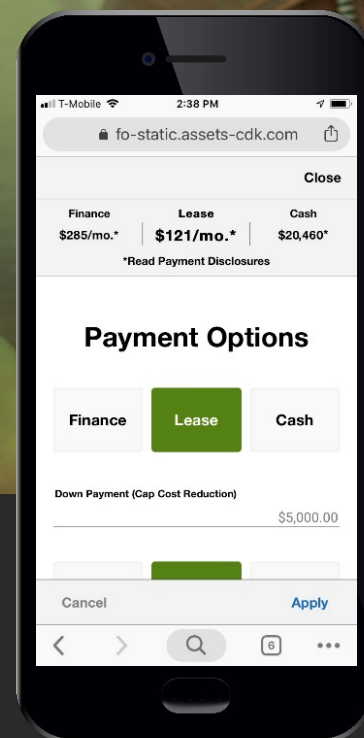 T-Mobile 2:38 PM
fo-static.assets-cdk.com
Close
Finance Lease Cash
$285/mo.* $121/mo.* $20,460*
*Read Payment Disclosures
Payment Options
Finance Lease Cash
Down Payment (Cap Cost Reduction)
$5,000.00
Cancel Apply
6